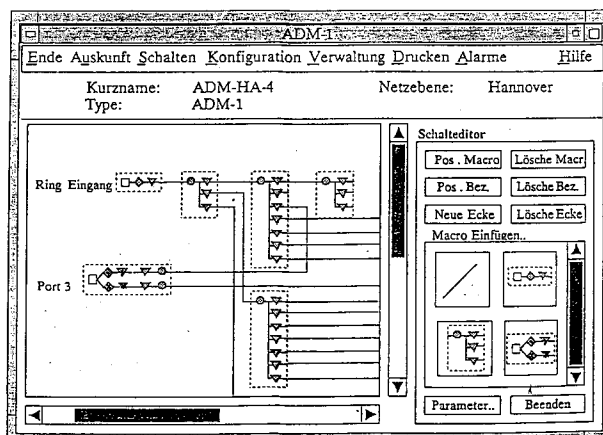 ADM-1
Ende Auskunft Schalten Konfiguration Verwaltung Drucken Alarme Hilfe
Kurzname: ADM-HA-4 Netzebene: Hannover
Type: ADM-1
Schalteditor
Pos . Macro Lösche Macr.
Pos . Bez. Lösche Bez.
Neue Ecke Lösche Ecke
Macro Einfügen..
Ring Eingang
Port 3
Parameter.. Beenden